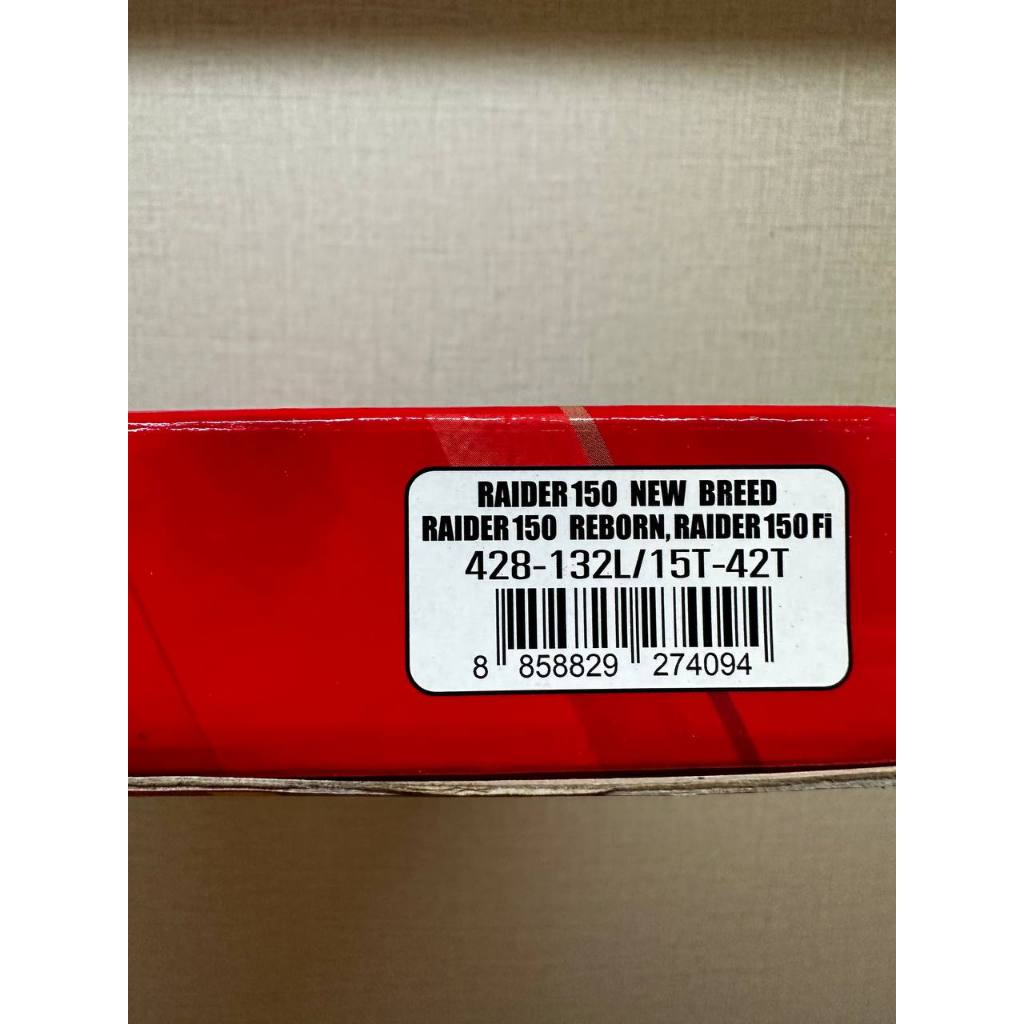 RAIDER 150 NEW BREED
RAIDER 150 REBORN, RAIDER 150 Fi
428-132L/15T-42T
8 858829 274094